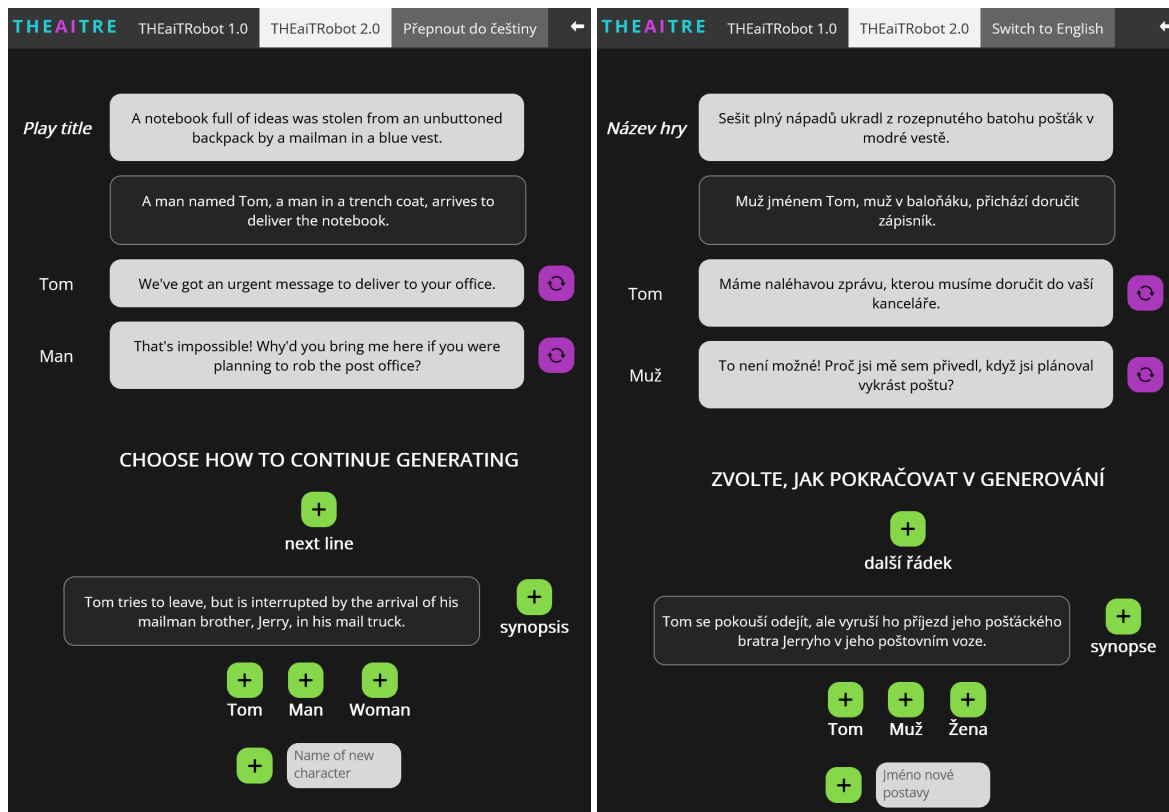 THEAITRE THEaiTRobot 1.0 THEaiTRobot 2.0 Přepnout do češtiny
Play title
A notebook full of ideas was stolen from an unbuttoned
backpack by a mailman in a blue vest.
A man named Tom, a man in a trench coat, arrives to
deliver the notebook.
Tom
We've got an urgent message to deliver to your office.
Man
That's impossible! Why'd you bring me here if you were
planning to rob the post office?
CHOOSE HOW TO CONTINUE GENERATING
next line
Tom tries to leave, but is interrupted by the arrival of his
mailman brother, Jerry, in his mail truck.
synopsis
Tom Man Woman
Name of new
character
THEAITRE THEaiTRobot 1.0 THEaiTRobot 2.0 Switch to English
Název hry
Sešit plný nápadů ukradl z rozepnutého batohu pošťák v
modré vestě.
Muž jménem Tom, muž v baloňáku, přichází doručit
zápisník.
Tom
Máme naléhavou zprávu, kterou musíme doručit do vaší
kanceláře.
Muž
To není možné! Proč jsi mě sem přivedl, když jsi plánoval
vykrást poštu?
ZVOLTE, JAK POKRAČOVAT V GENEROVÁNÍ
další řádek
Tom se pokouší odejít, ale vyruší ho příjezd jeho pošťáckého
bratra Jerryho v jeho poštovním voze.
synopse
Tom Muž Žena
Jméno nové
postavy